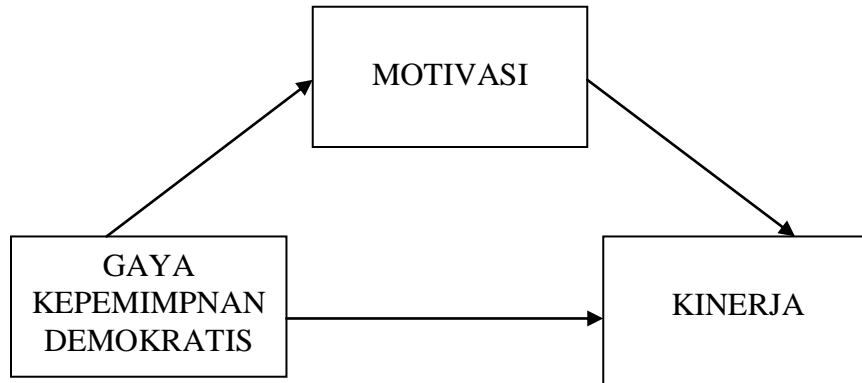 MOTIVASI
GAYA
KEPEMIMPNAN
DEMOKRATIS
KINERJA